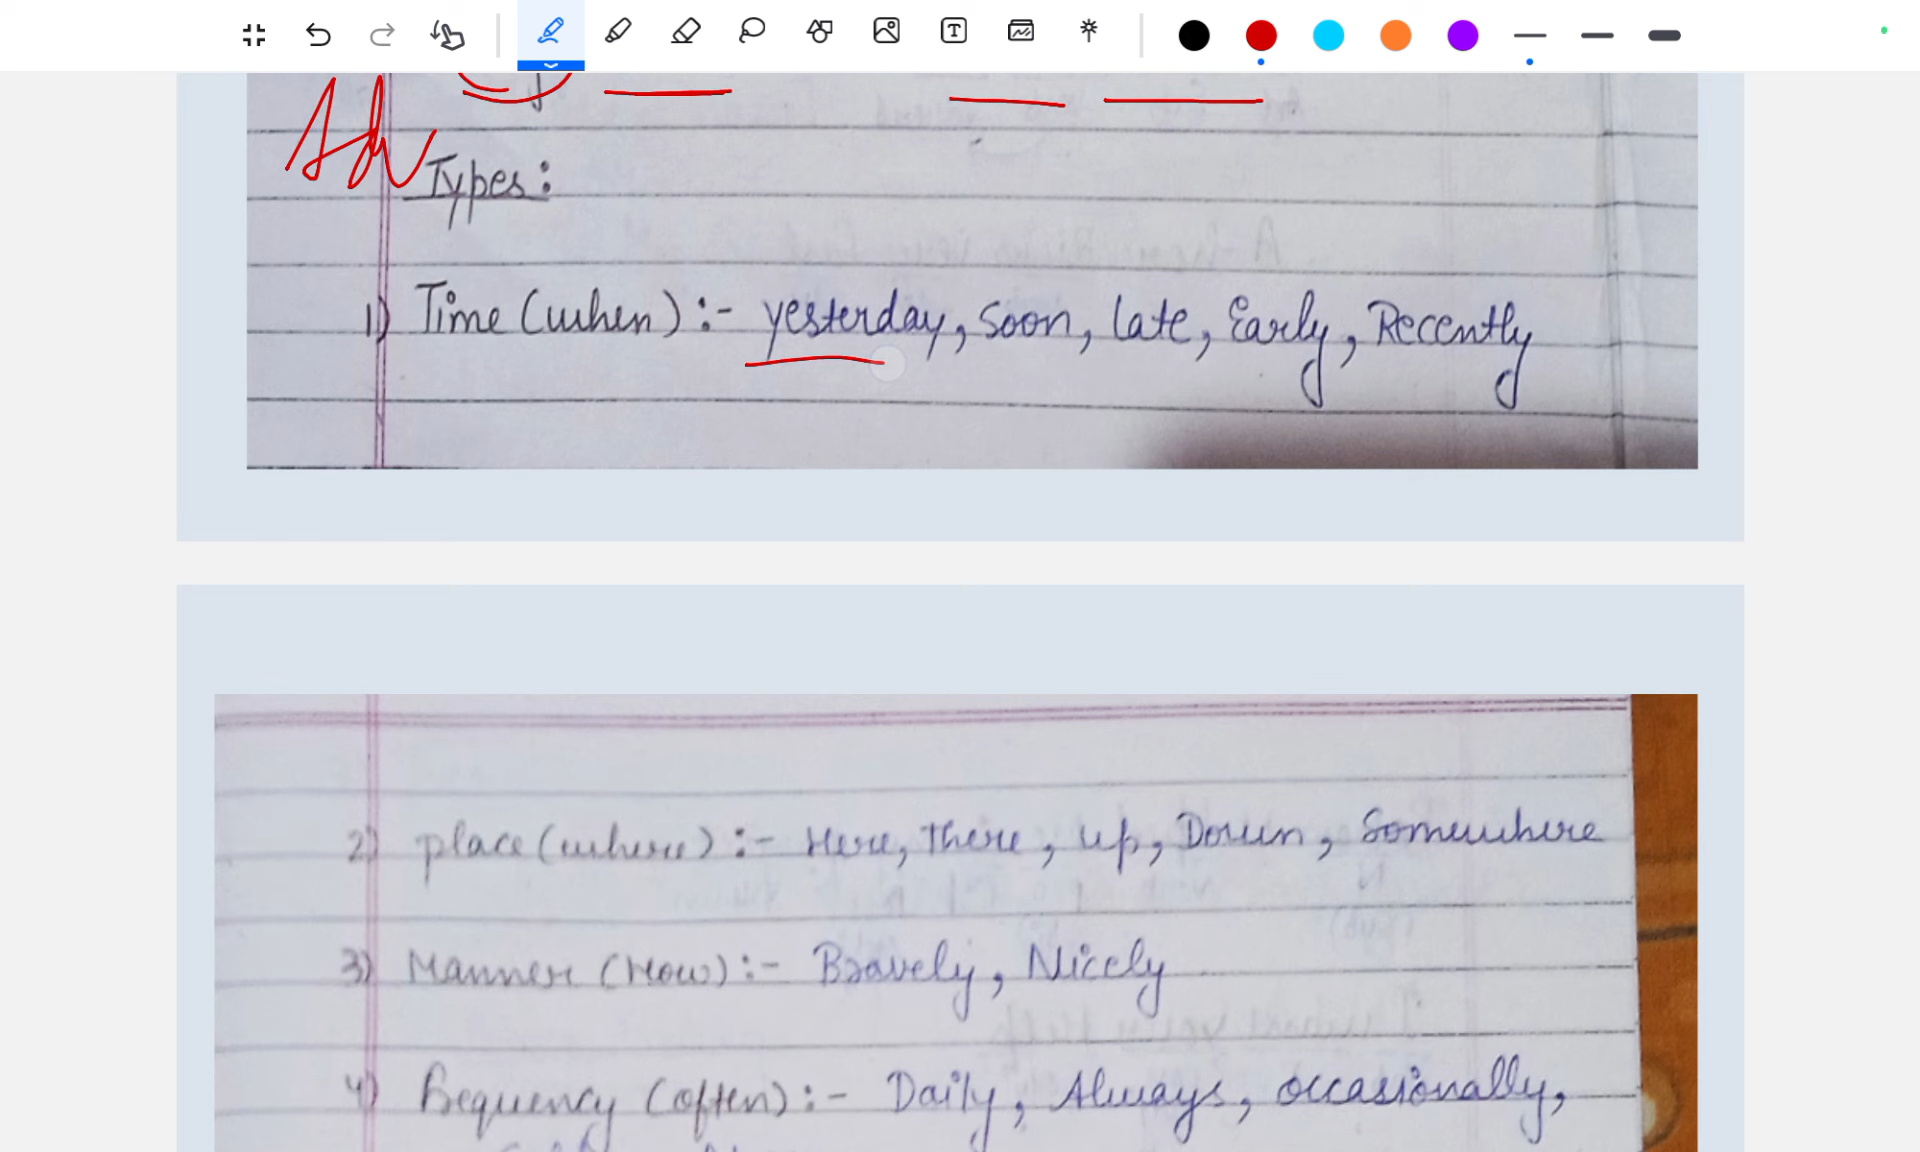 Adv
Types:
1) Time (when) :- yesterday, Soon, late, Early, Recently
2) place (where) :- Here, there, up, Down, Somewhere
3) Manner (How) :- Bravely, Nicely
4) frequency (often) :- Daily, Always, occasionally,